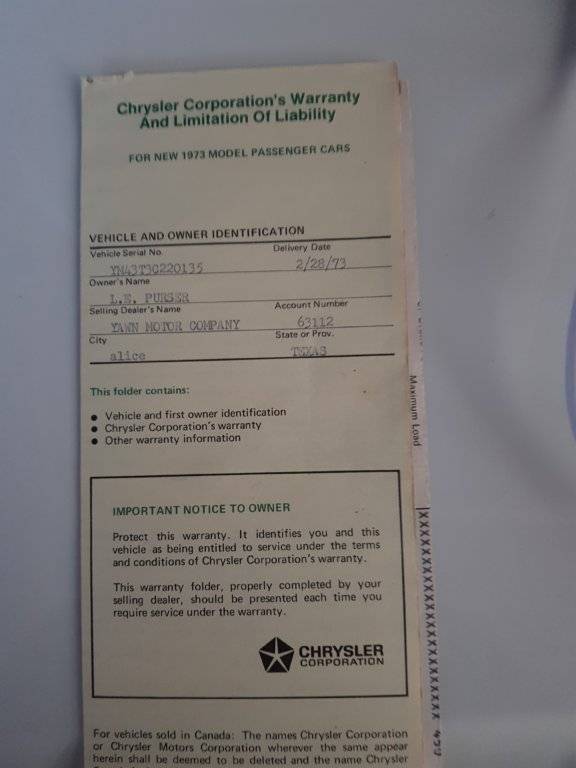 Chrysler Corporation's Warranty
And Limitation Of Liability
FOR NEW 1973 MODEL PASSENGER CARS
VEHICLE AND OWNER IDENTIFICATION
Vehicle Serial No.
Delivery Date
YN43T3G220135
2/28/73
Owner's Name
L.E. PURSER
Selling Dealer's Name
Account Number
YANN MOTOR COMPANY
63112
City
State or Prov.
alice
TEXAS
This folder contains:
● Vehicle and first owner identification
● Chrysler Corporation's warranty
● Other warranty information
IMPORTANT NOTICE TO OWNER
Protect this warranty. It identifies you and this
vehicle as being entitled to service under the terms
and conditions of Chrysler Corporation's warranty.
This warranty folder, properly completed by your
selling dealer, should be presented each time you
require service under the warranty.
CHRYSLER
CORPORATION
For vehicles sold in Canada: The names Chrysler Corporation
or Chrysler Motors Corporation wherever the same appear
herein shall be deemed to be deleted and the name Chrysler
Maximum Load